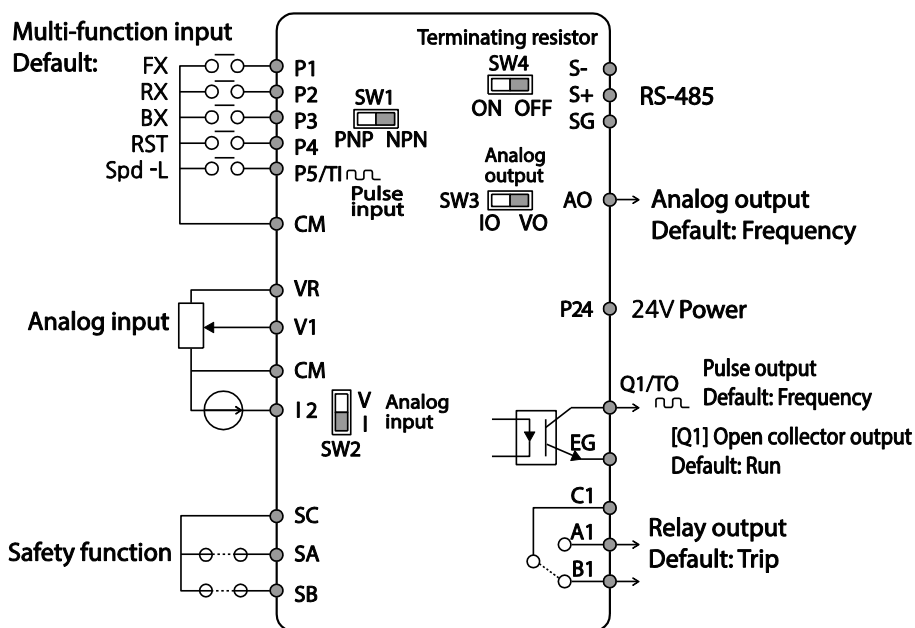 Multi-function input
Default:
FX
RX
BX
RST
Spd -L
P1
P2
P3
P4
P5/TI
Pulse
input
CM
SW1
PNP NPN
Terminating resistor
SW4
ON OFF
S-
S+
SG
RS-485
Analog
output
SW3
IO VO
AO
Analog output
Default: Frequency
Analog input
VR
V1
CM
I 2
V
I
SW2
Analog
input
P24
24V Power
Q1/TO
Pulse output
Default: Frequency
EG
[Q1] Open collector output
Default: Run
C1
A1
B1
Relay output
Default: Trip
Safety function
SC
SA
SB